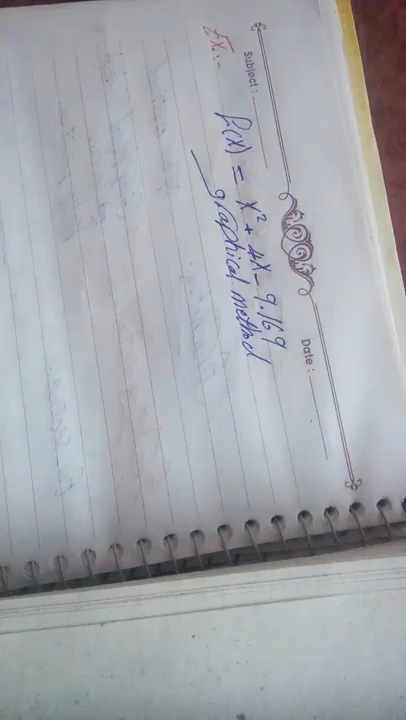 Subject :
Date :
Ex. :-
f(x) = x² + 4x - 9.169
graphical method